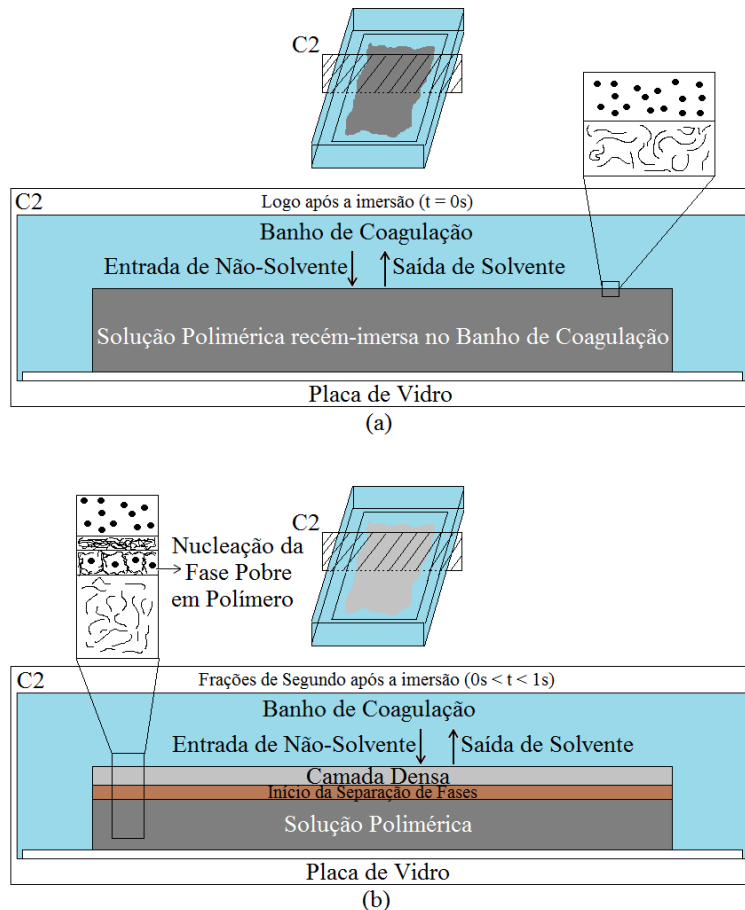 C2
C2
Logo após a imersão (t = 0s)
Banho de Coagulação
Entrada de Não-Solvente
Saída de Solvente
Solução Polimérica recém-imersa no Banho de Coagulação
Placa de Vidro
(a)
C2
Nucleação da
Fase Pobre
em Polímero
C2
Frações de Segundo após a imersão (0s < t < 1s)
Banho de Coagulação
Entrada de Não-Solvente
Saída de Solvente
Camada Densa
Início da Separação de Fases
Solução Polimérica
Placa de Vidro
(b)